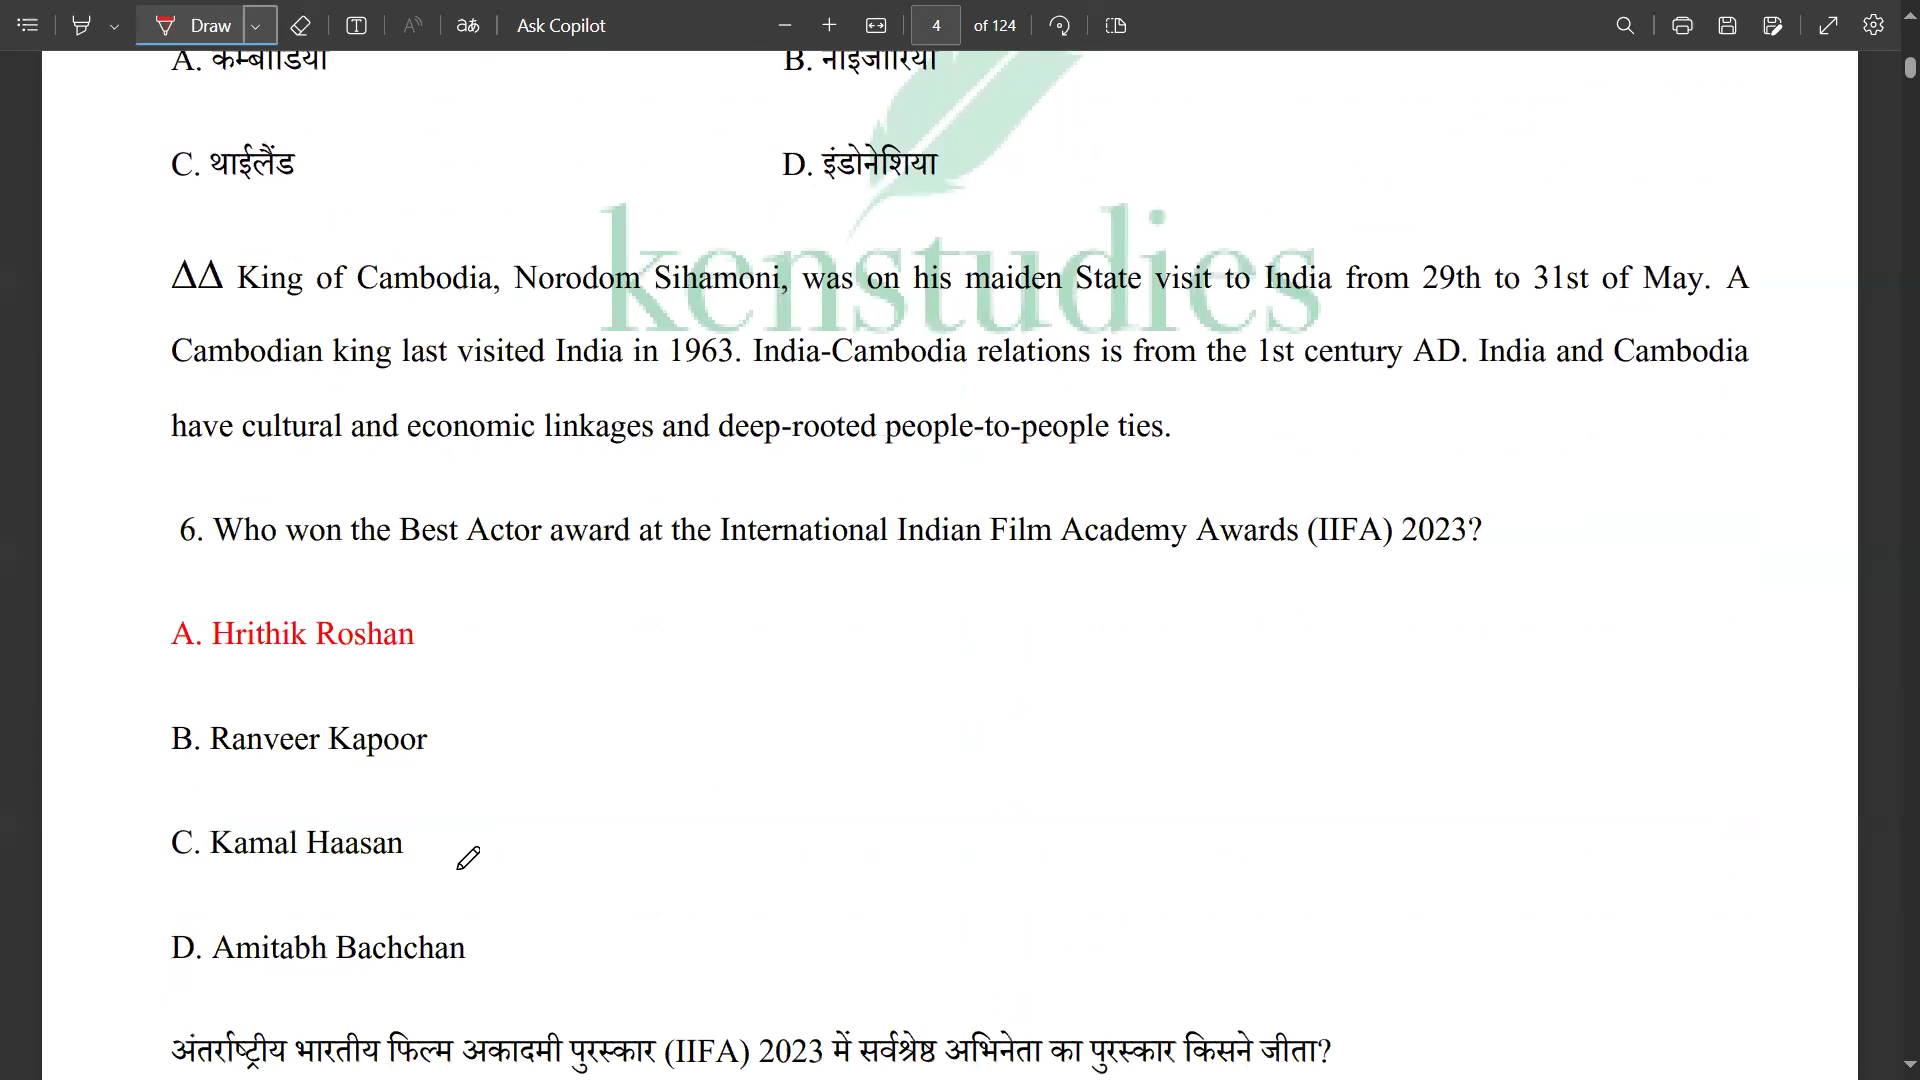 Draw
Ask Copilot
4 of 124
A. कम्बोडिया B. नाइजीरिया
C. थाईलैंड D. इंडोनेशिया
kenstudies
ΔΔ King of Cambodia, Norodom Sihamoni, was on his maiden State visit to India from 29th to 31st of May. A
Cambodian king last visited India in 1963. India-Cambodia relations is from the 1st century AD. India and Cambodia
have cultural and economic linkages and deep-rooted people-to-people ties.
6. Who won the Best Actor award at the International Indian Film Academy Awards (IIFA) 2023?
A. Hrithik Roshan
B. Ranveer Kapoor
C. Kamal Haasan
D. Amitabh Bachchan
अंतर्राष्ट्रीय भारतीय फिल्म अकादमी पुरस्कार (IIFA) 2023 में सर्वश्रेष्ठ अभिनेता का पुरस्कार किसने जीता?